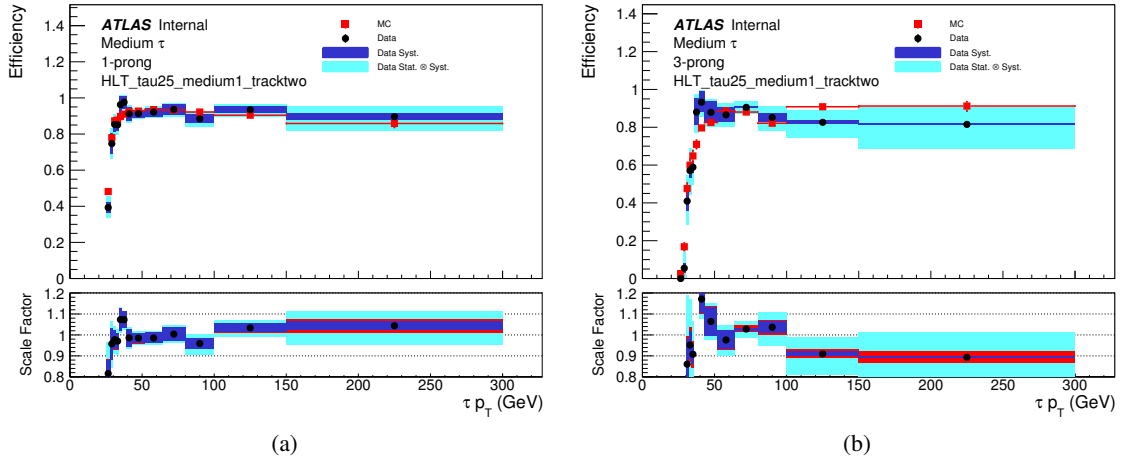 Efficiency
1.4
1.2
1
0.8
0.6
0.4
0.2
0
ATLAS Internal
Medium τ
1-prong
HLT_tau25_medium1_tracktwo
MC
Data
Data Syst.
Data Stat. ⊗ Syst.
Scale Factor
1.2
1.1
1.0
0.9
0.8
0 50 100 150 200 250 300
τ p_T (GeV)
(a)
Efficiency
1.4
1.2
1
0.8
0.6
0.4
0.2
0
ATLAS Internal
Medium τ
3-prong
HLT_tau25_medium1_tracktwo
MC
Data
Data Syst.
Data Stat. ⊗ Syst.
Scale Factor
1.2
1.1
1.0
0.9
0.8
0 50 100 150 200 250 300
τ p_T (GeV)
(b)